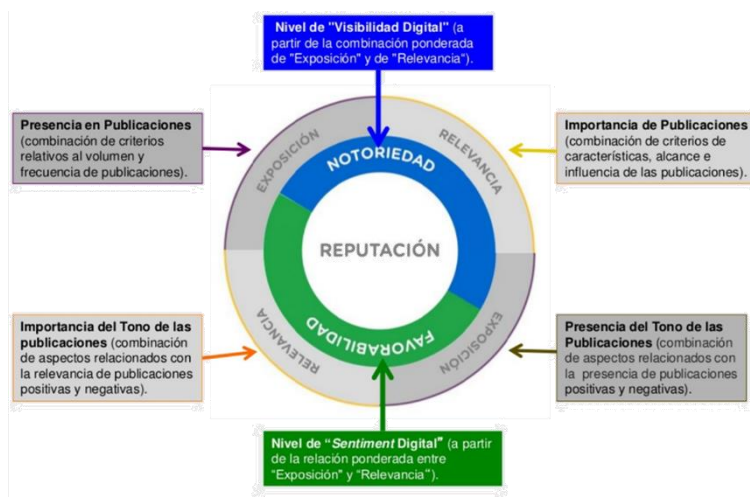 Nivel de "Visibilidad Digital" (a
partir de la combinación ponderada
de "Exposición" y de "Relevancia").
Presencia en Publicaciones
(combinación de criterios
relativos al volumen y
frecuencia de publicaciones).
EXPOSICIÓN
NOTORIEDAD
RELEVANCIA
Importancia de Publicaciones
(combinación de criterios de
características, alcance e
influencia de las publicaciones).
REPUTACIÓN
Importancia del Tono de las
publicaciones (combinación
de aspectos relacionados con
la relevancia de publicaciones
positivas y negativas).
RELEVANCIA
FAVORABILIDAD
EXPOSICIÓN
Presencia del Tono de las
Publicaciones (combinación
de aspectos relacionados con
la presencia de publicaciones
positivas y negativas).
Nivel de “Sentiment Digital” (a partir
de la relación ponderada entre
“Exposición" y “Relevancia“).